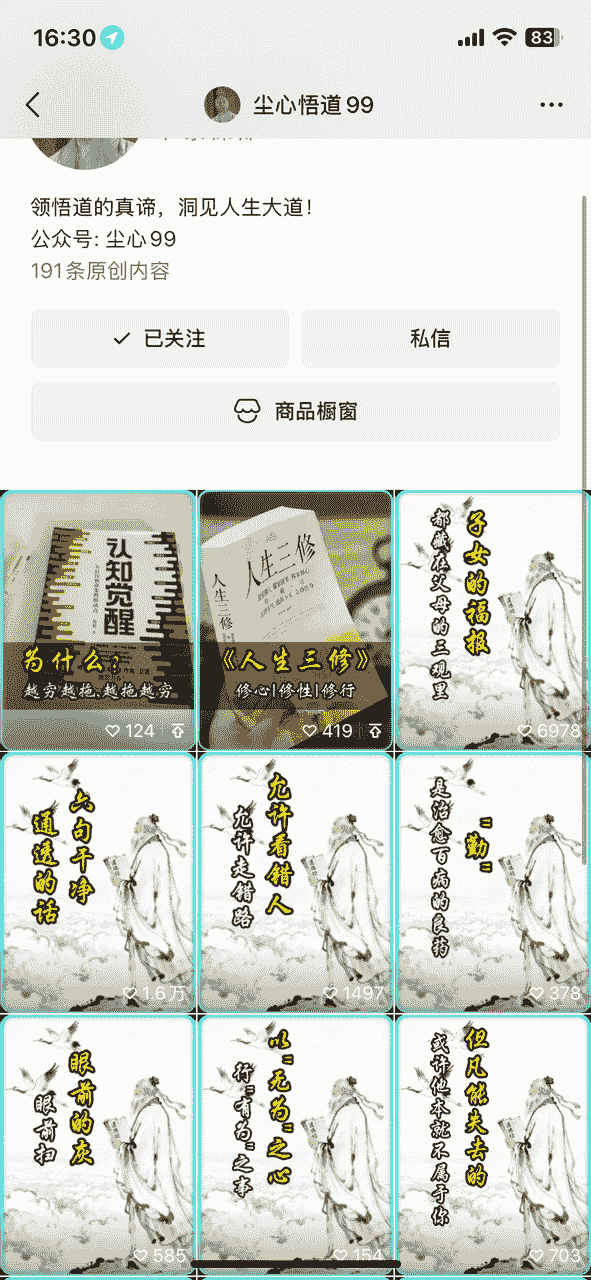 16:30
83
尘心悟道99
领悟道的真谛，洞见人生大道！
公众号: 尘心99
191条原创内容
已关注
私信
商品橱窗
认知觉醒
为什么？
越穷越拖,越拖越穷
124
人生三修
人生三修
《人生三修》
修心|修性|修行
419
子女的福报
都藏在父母的三观里
6978
六句干净
通透的话
1.6万
允许看错人
允许走错路
1497
"勤"
是治愈百病的良药
378
眼前的灰
眼前扫
585
以"无为"之心
行"有为"之事
154
但凡能失去的
或许他本就不属于你
703